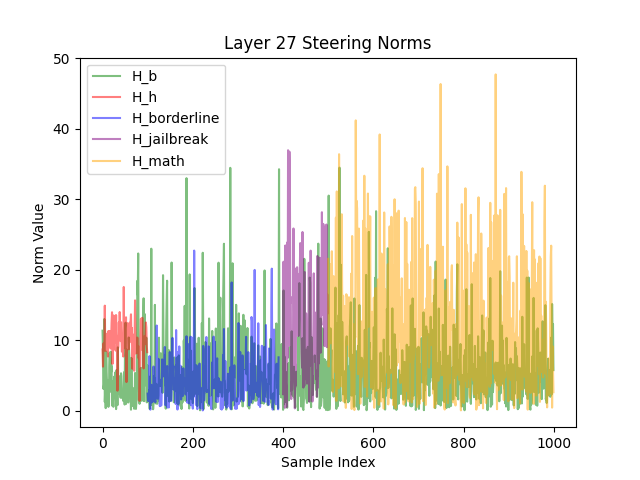 Layer 27 Steering Norms
H_b
H_h
H_borderline
H_jailbreak
H_math
Norm Value
50
40
30
20
10
0
0 200 400 600 800 1000
Sample Index